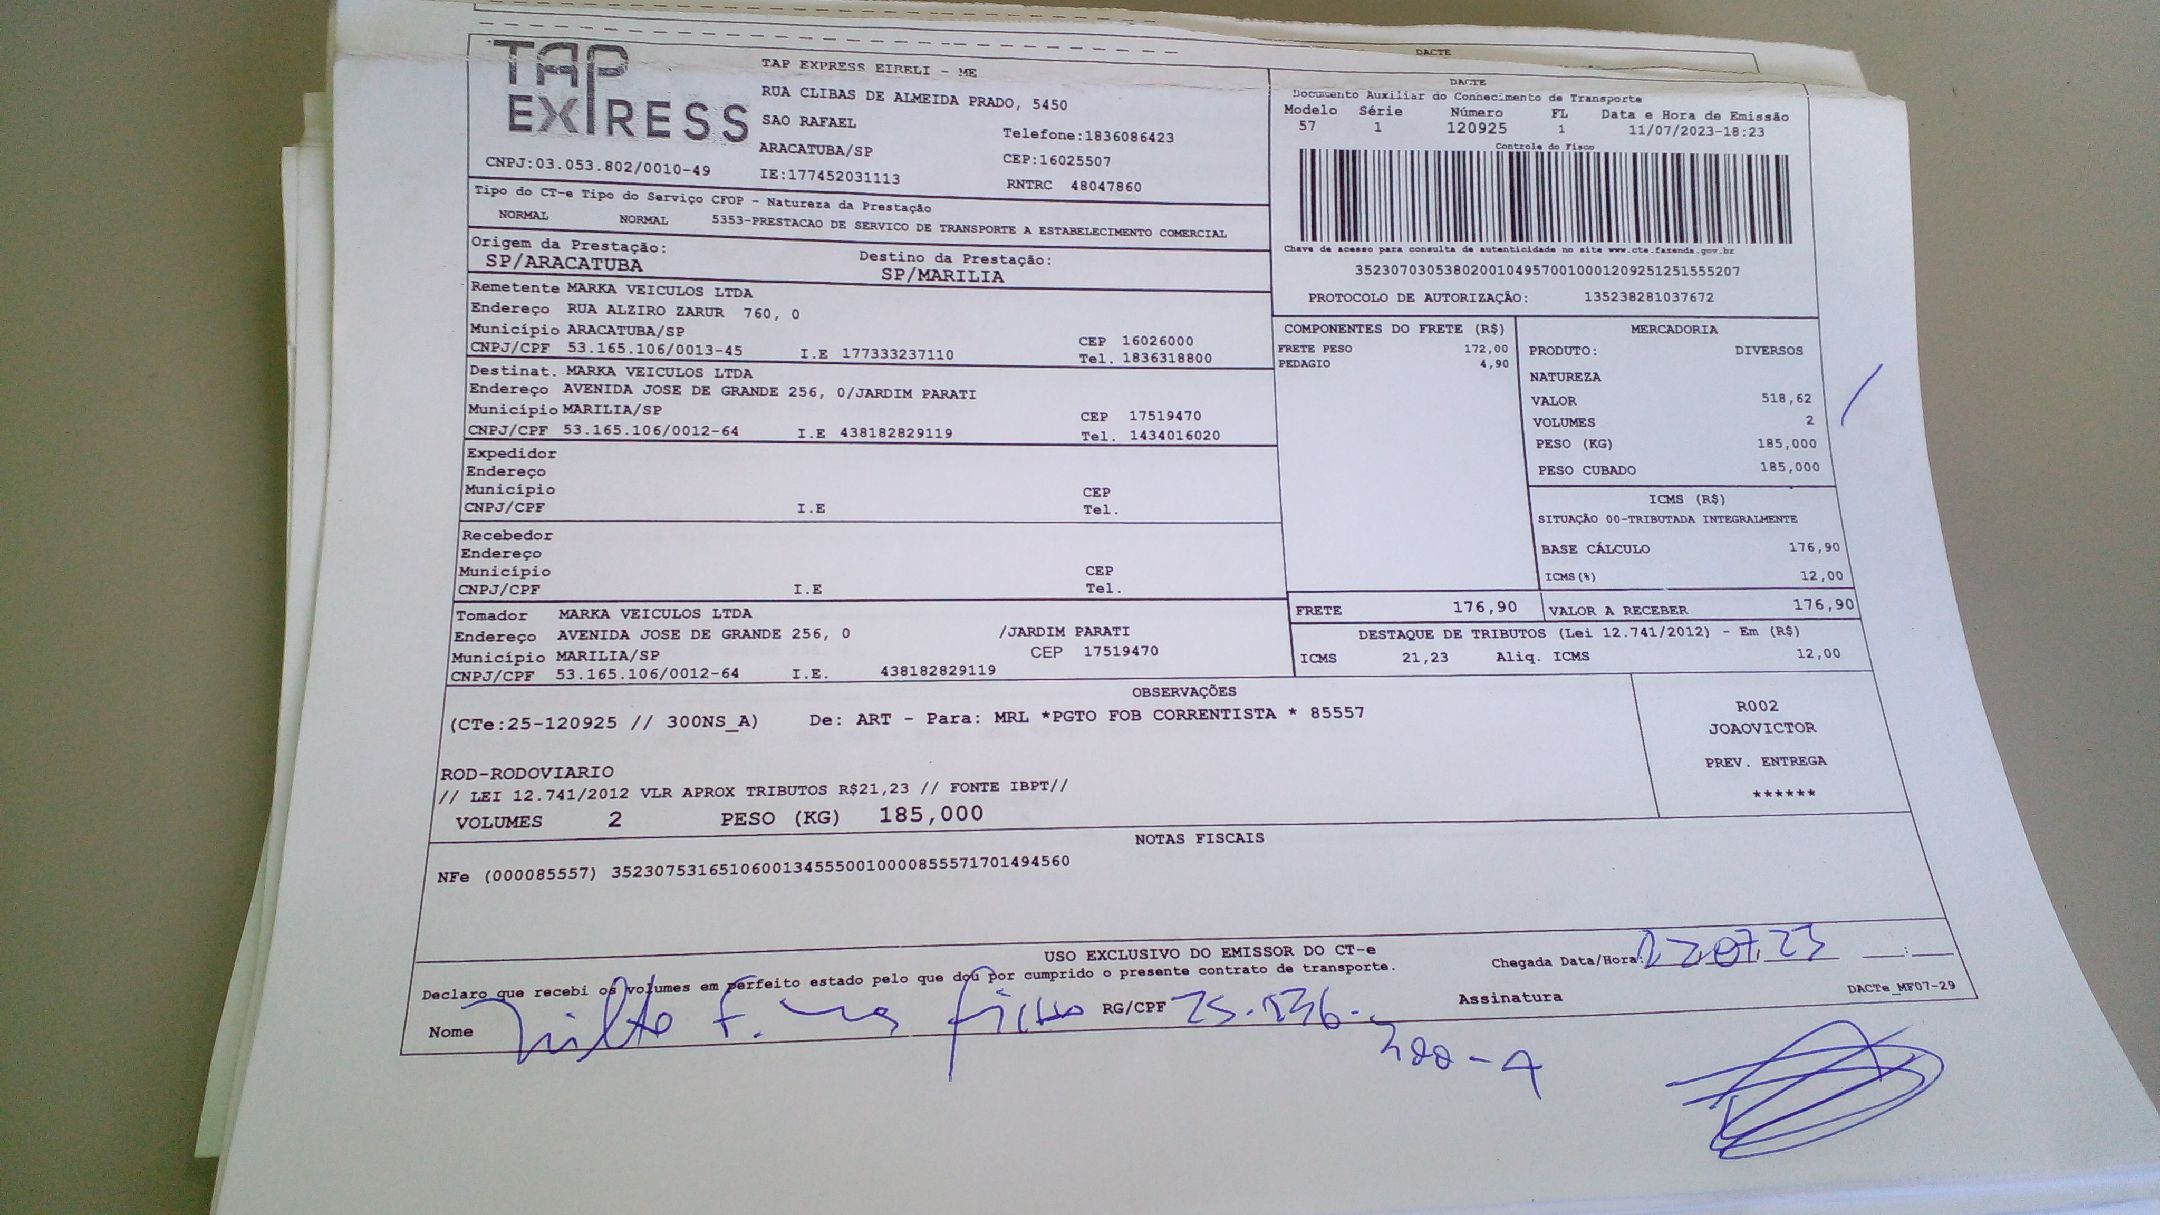 DACTE
TAP EXPRESS
TAP EXPRESS EIRELI - ME
RUA CLIBAS DE ALMEIDA PRADO, 5450
SAO RAFAEL
Telefone:1836086423
ARACATUBA/SP
CEP:16025507
CNPJ:03.053.802/0010-49
IE:177452031113
RNTRC 48047860
DACTE
Documento Auxiliar do Conhecimento de Transporte
Modelo Série Número FL Data e Hora de Emissão
57 1 120925 1 11/07/2023-18:23
Controle do Fisco
Chave de acesso para consulta de autenticidade no site www.cte.fazenda.gov.br
35230703053802001049570010001209251251555207
PROTOCOLO DE AUTORIZAÇÃO: 135238281037672
Tipo do CT-e Tipo do Serviço CFOP - Natureza da Prestação
NORMAL NORMAL 5353-PRESTACAO DE SERVICO DE TRANSPORTE A ESTABELECIMENTO COMERCIAL
Origem da Prestação: Destino da Prestação:
SP/ARACATUBA SP/MARILIA
Remetente MARKA VEICULOS LTDA
Endereço RUA ALZIRO ZARUR 760, 0
Município ARACATUBA/SP CEP 16026000
CNPJ/CPF 53.165.106/0013-45 I.E 177333237110 Tel. 1836318800
Destinat. MARKA VEICULOS LTDA
Endereço AVENIDA JOSE DE GRANDE 256, 0/JARDIM PARATI
Município MARILIA/SP CEP 17519470
CNPJ/CPF 53.165.106/0012-64 I.E 438182829119 Tel. 1434016020
Expedidor
Endereço
Município CEP
CNPJ/CPF I.E Tel.
Recebedor
Endereço
Município CEP
CNPJ/CPF I.E Tel.
Tomador MARKA VEICULOS LTDA
Endereço AVENIDA JOSE DE GRANDE 256, 0 /JARDIM PARATI
Município MARILIA/SP CEP 17519470
CNPJ/CPF 53.165.106/0012-64 I.E. 438182829119
COMPONENTES DO FRETE (R$)
FRETE PESO 172,00
PEDAGIO 4,90
MERCADORIA
PRODUTO: DIVERSOS
NATUREZA
VALOR 518,62
VOLUMES 2
PESO (KG) 185,000
PESO CUBADO 185,000
ICMS (R$)
SITUAÇÃO 00-TRIBUTADA INTEGRALMENTE
BASE CÁLCULO 176,90
ICMS(%) 12,00
FRETE 176,90 VALOR A RECEBER 176,90
DESTAQUE DE TRIBUTOS (Lei 12.741/2012) - Em (R$)
ICMS 21,23 Aliq. ICMS 12,00
OBSERVAÇÕES
(CTe:25-120925 // 300NS_A) De: ART - Para: MRL *PGTO FOB CORRENTISTA * 85557
ROD-RODOVIARIO
// LEI 12.741/2012 VLR APROX TRIBUTOS R$21,23 // FONTE IBPT//
VOLUMES 2 PESO (KG) 185,000
R002
JOAOVICTOR
PREV. ENTREGA
******
NOTAS FISCAIS
NFe (000085557) 35230753165106001345550010000855571701494560
USO EXCLUSIVO DO EMISSOR DO CT-e
Declaro que recebi os volumes em perfeito estado pelo que dou por cumprido o presente contrato de transporte.
Chegada Data/Hora: 12.07.23 __:__
Nome RG/CPF Assinatura
DACTe_MF07-29